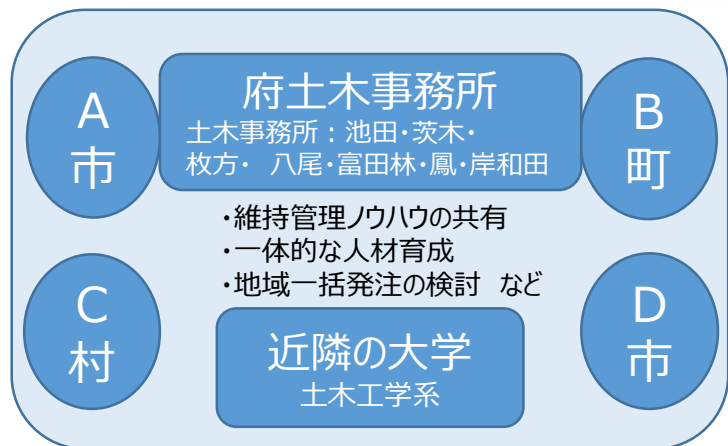 府土木事務所
土木事務所：池田・茨木・
枚方・ 八尾・富田林・鳳・岸和田
A
市
B
町
・維持管理ノウハウの共有
・一体的な人材育成
・地域一括発注の検討 など
C
村
D
市
近隣の大学
土木工学系